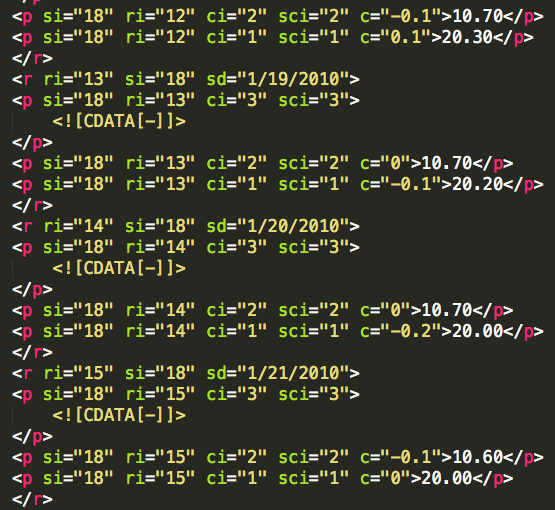 <p si="18" ri="12" ci="2" sci="2" c="-0.1">10.70</p>
<p si="18" ri="12" ci="1" sci="1" c="0.1">20.30</p>
</r>
<r ri="13" si="18" sd="1/19/2010">
<p si="18" ri="13" ci="3" sci="3">
<![CDATA[-]]>
</p>
<p si="18" ri="13" ci="2" sci="2" c="0">10.70</p>
<p si="18" ri="13" ci="1" sci="1" c="-0.1">20.20</p>
</r>
<r ri="14" si="18" sd="1/20/2010">
<p si="18" ri="14" ci="3" sci="3">
<![CDATA[-]]>
</p>
<p si="18" ri="14" ci="2" sci="2" c="0">10.70</p>
<p si="18" ri="14" ci="1" sci="1" c="-0.2">20.00</p>
</r>
<r ri="15" si="18" sd="1/21/2010">
<p si="18" ri="15" ci="3" sci="3">
<![CDATA[-]]>
</p>
<p si="18" ri="15" ci="2" sci="2" c="-0.1">10.60</p>
<p si="18" ri="15" ci="1" sci="1" c="0">20.00</p>
</r>